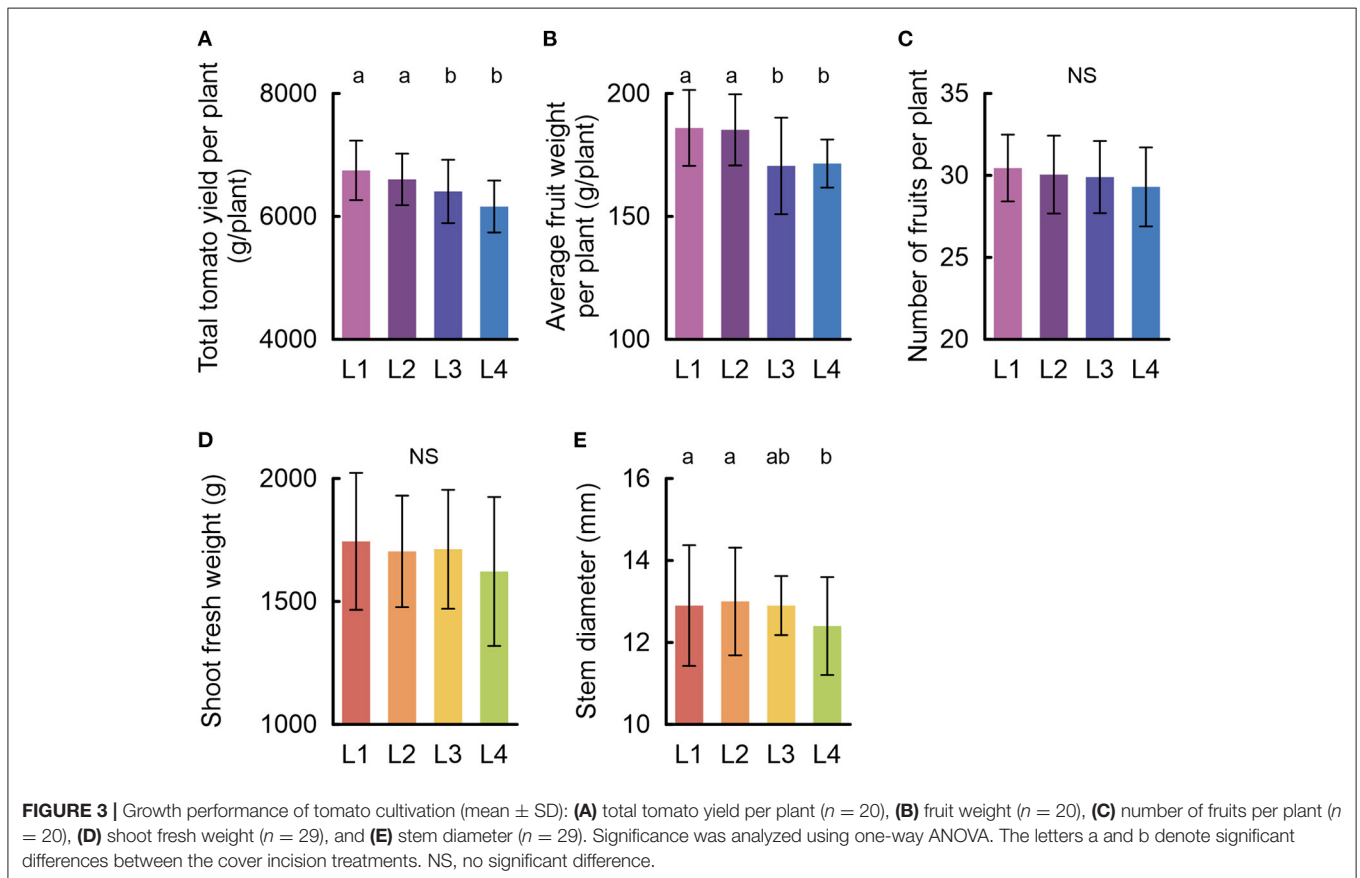 A
a a b b
Total tomato yield per plant
(g/plant)
8000
6000
4000
L1 L2 L3 L4
B
a a b b
Average fruit weight
per plant (g/plant)
200
150
100
L1 L2 L3 L4
C
NS
Number of fruits per plant
35
30
25
20
L1 L2 L3 L4
D
NS
Shoot fresh weight (g)
2000
1500
1000
L1 L2 L3 L4
E
a a ab b
Stem diameter (mm)
16
14
12
10
L1 L2 L3 L4
FIGURE 3 | Growth performance of tomato cultivation (mean ± SD): (A) total tomato yield per plant (n = 20), (B) fruit weight (n = 20), (C) number of fruits per plant (n
= 20), (D) shoot fresh weight (n = 29), and (E) stem diameter (n = 29). Significance was analyzed using one-way ANOVA. The letters a and b denote significant
differences between the cover incision treatments. NS, no significant difference.